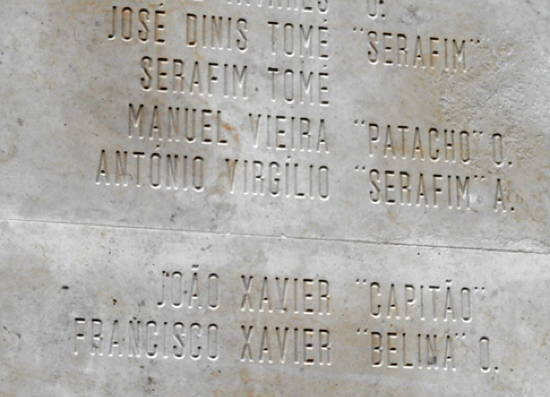 O.
JOSÉ DINIS TOMÉ "SERAFIM"
SERAFIM TOMÉ
MANUEL VIEIRA "PATACHO" O.
ANTÓNIO VIRGÍLIO "SERAFIM" A.
JOÃO XAVIER "CAPITÃO"
FRANCISCO XAVIER "BELINA" O.